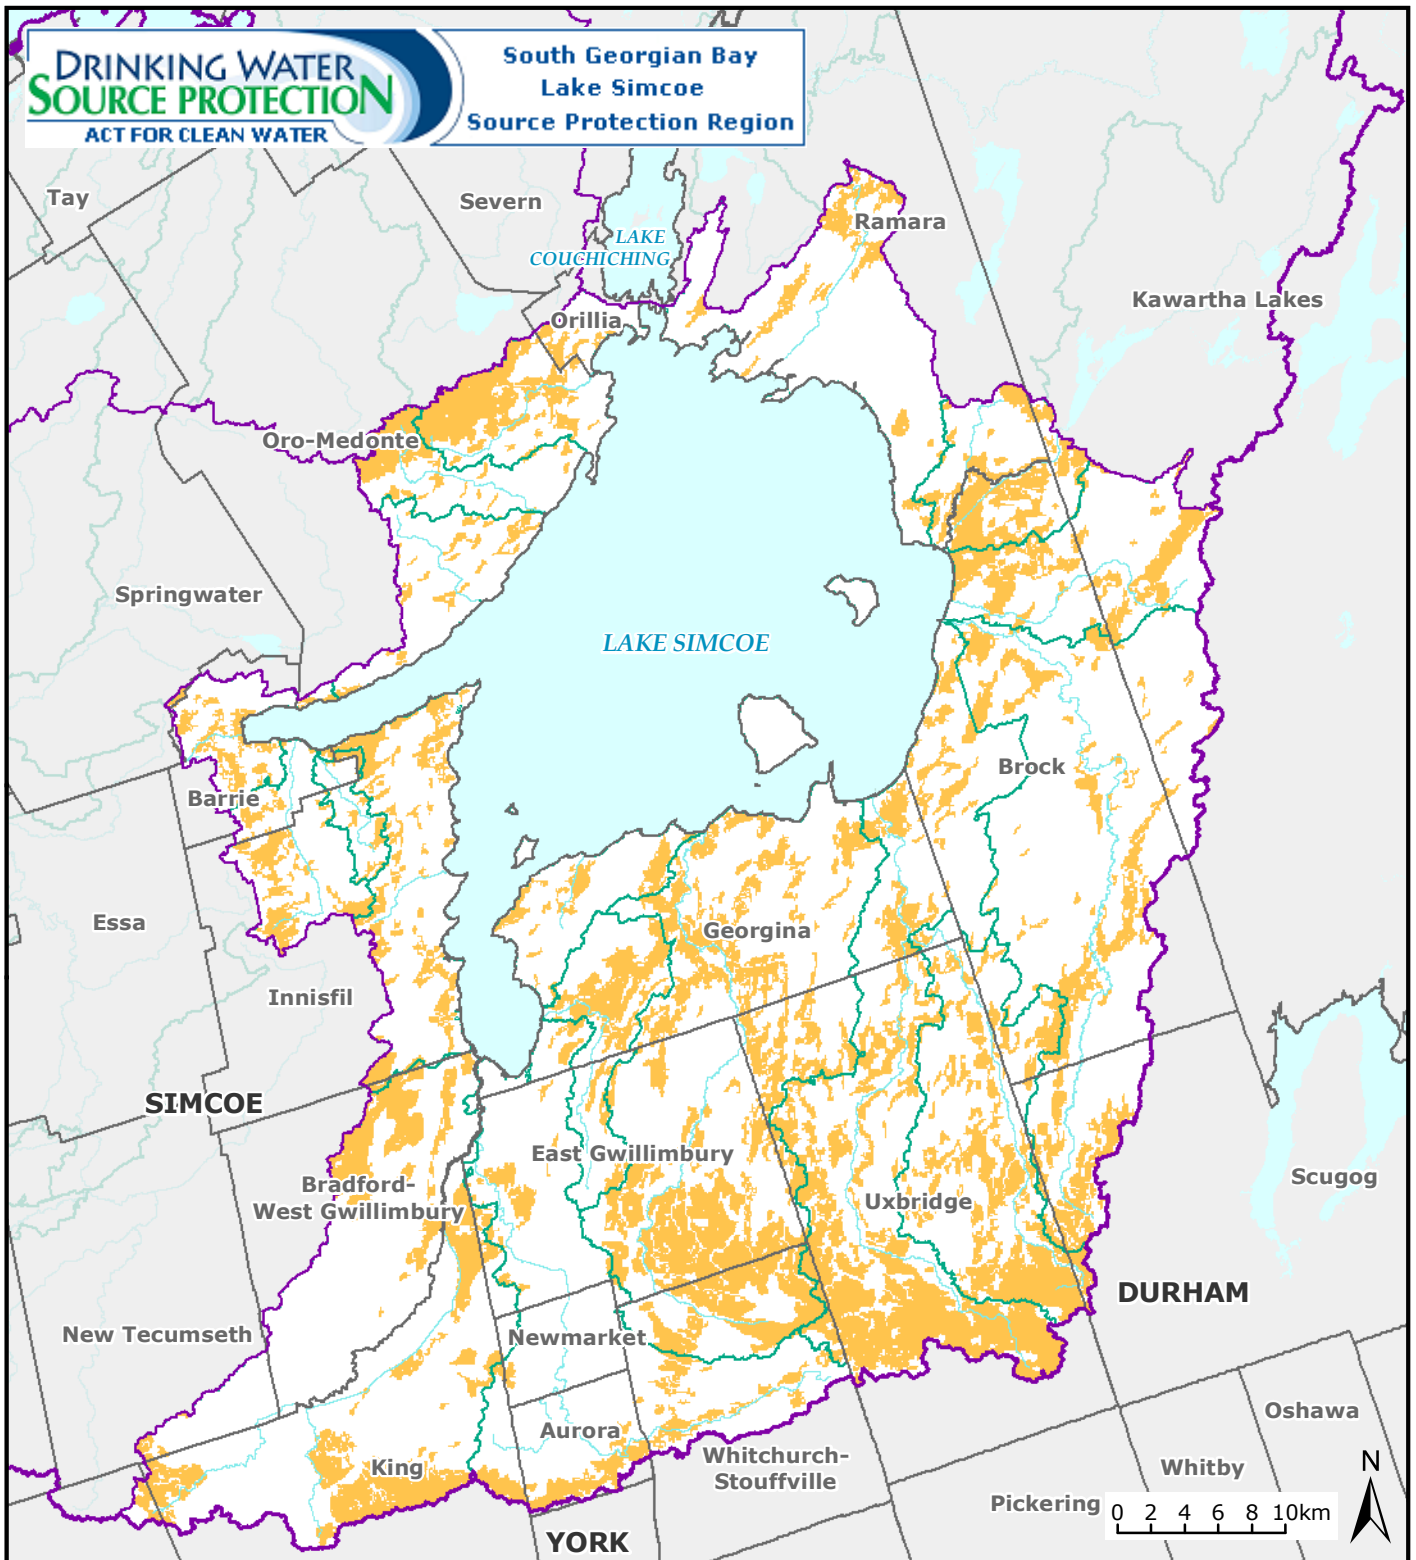 DRINKING WATER
SOURCE PROTECTION
ACT FOR CLEAN WATER
South Georgian Bay
Lake Simcoe
Source Protection Region
Tay
Severn
Ramara
LAKE
COUCHICHING
Kawartha Lakes
Orillia
Oro-Medonte
Springwater
LAKE SIMCOE
Brock
Barrie
Essa
Georgina
Innisfil
SIMCOE
East Gwillimbury
Bradford-
West Gwillimbury
Uxbridge
Scugog
DURHAM
New Tecumseth
Newmarket
Aurora
Oshawa
King
Whitchurch-
Stouffville
Whitby
Pickering
N
0 2 4 6 8 10km
YORK